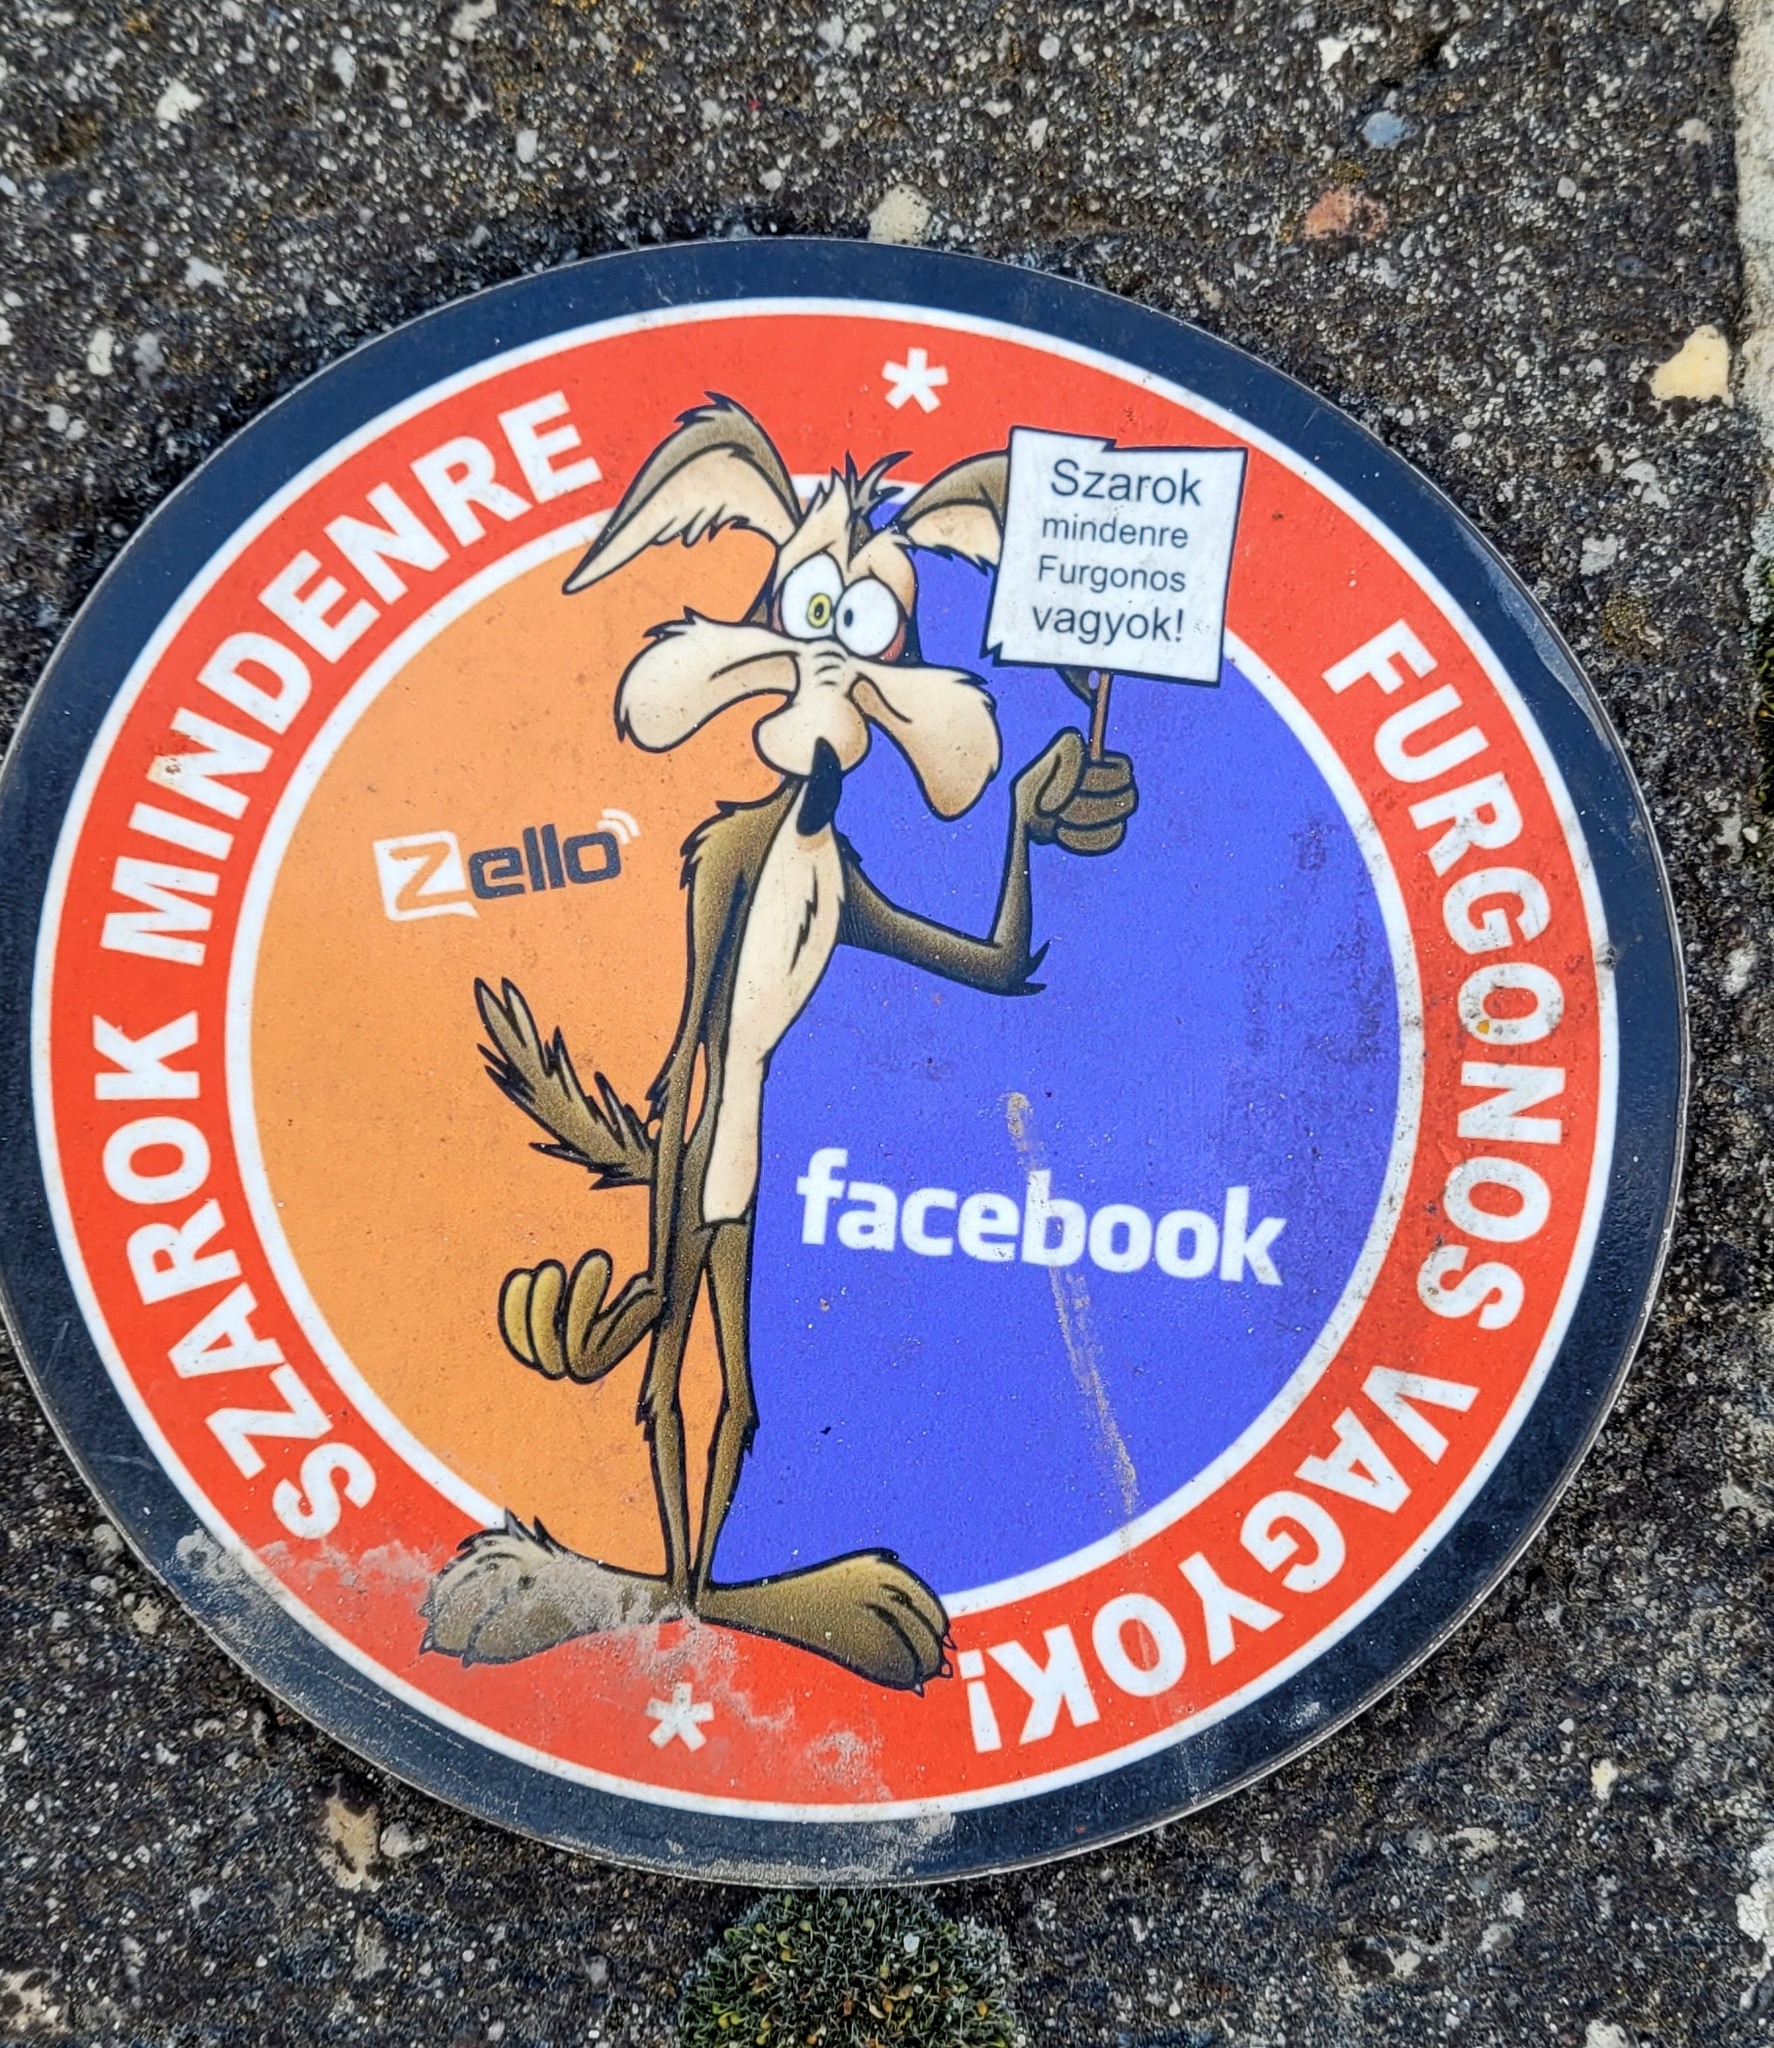 SZAROK MINDENRE * FURGONOS VAGYOK! *
Szarok
mindenre
Furgonos
vagyok!
Zello
facebook